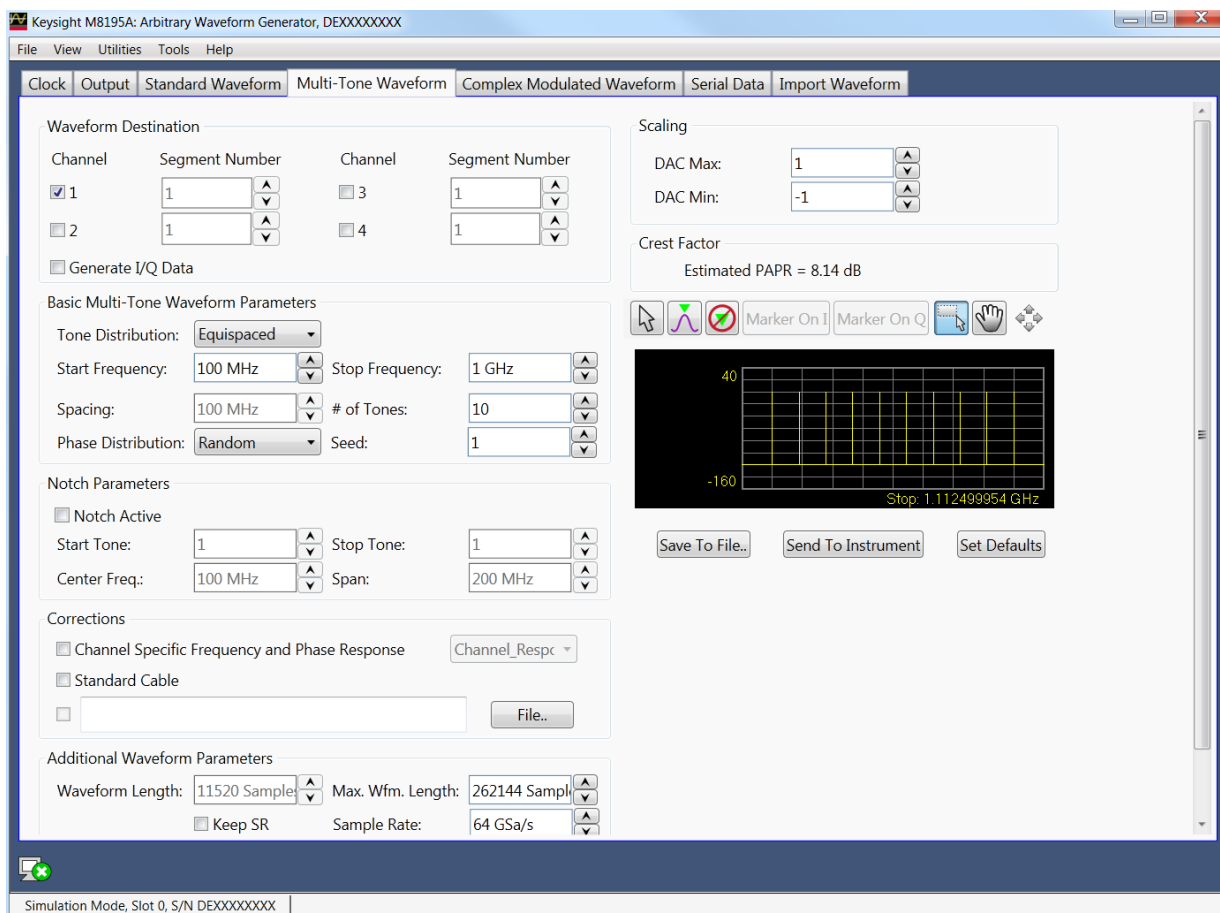 Keysight M8195A: Arbitrary Waveform Generator, DEXXXXXXXX
File View Utilities Tools Help
Clock Output Standard Waveform Multi-Tone Waveform Complex Modulated Waveform Serial Data Import Waveform
Waveform Destination
Channel Segment Number Channel Segment Number
1 1 3 1
2 1 4 1
Generate I/Q Data
Basic Multi-Tone Waveform Parameters
Tone Distribution: Equispaced
Start Frequency: 100 MHz Stop Frequency: 1 GHz
Spacing: 100 MHz # of Tones: 10
Phase Distribution: Random Seed: 1
Notch Parameters
Notch Active
Start Tone: 1 Stop Tone: 1
Center Freq.: 100 MHz Span: 200 MHz
Corrections
Channel Specific Frequency and Phase Response Channel_Respc
Standard Cable
File..
Additional Waveform Parameters
Waveform Length: 11520 Sample Max. Wfm. Length: 262144 Sampl
Keep SR Sample Rate: 64 GSa/s
Scaling
DAC Max: 1
DAC Min: -1
Crest Factor
Estimated PAPR = 8.14 dB
Marker On I Marker On Q
40
-160
Stop: 1.112499954 GHz
Save To File.. Send To Instrument Set Defaults
Simulation Mode, Slot 0, S/N DEXXXXXXXX